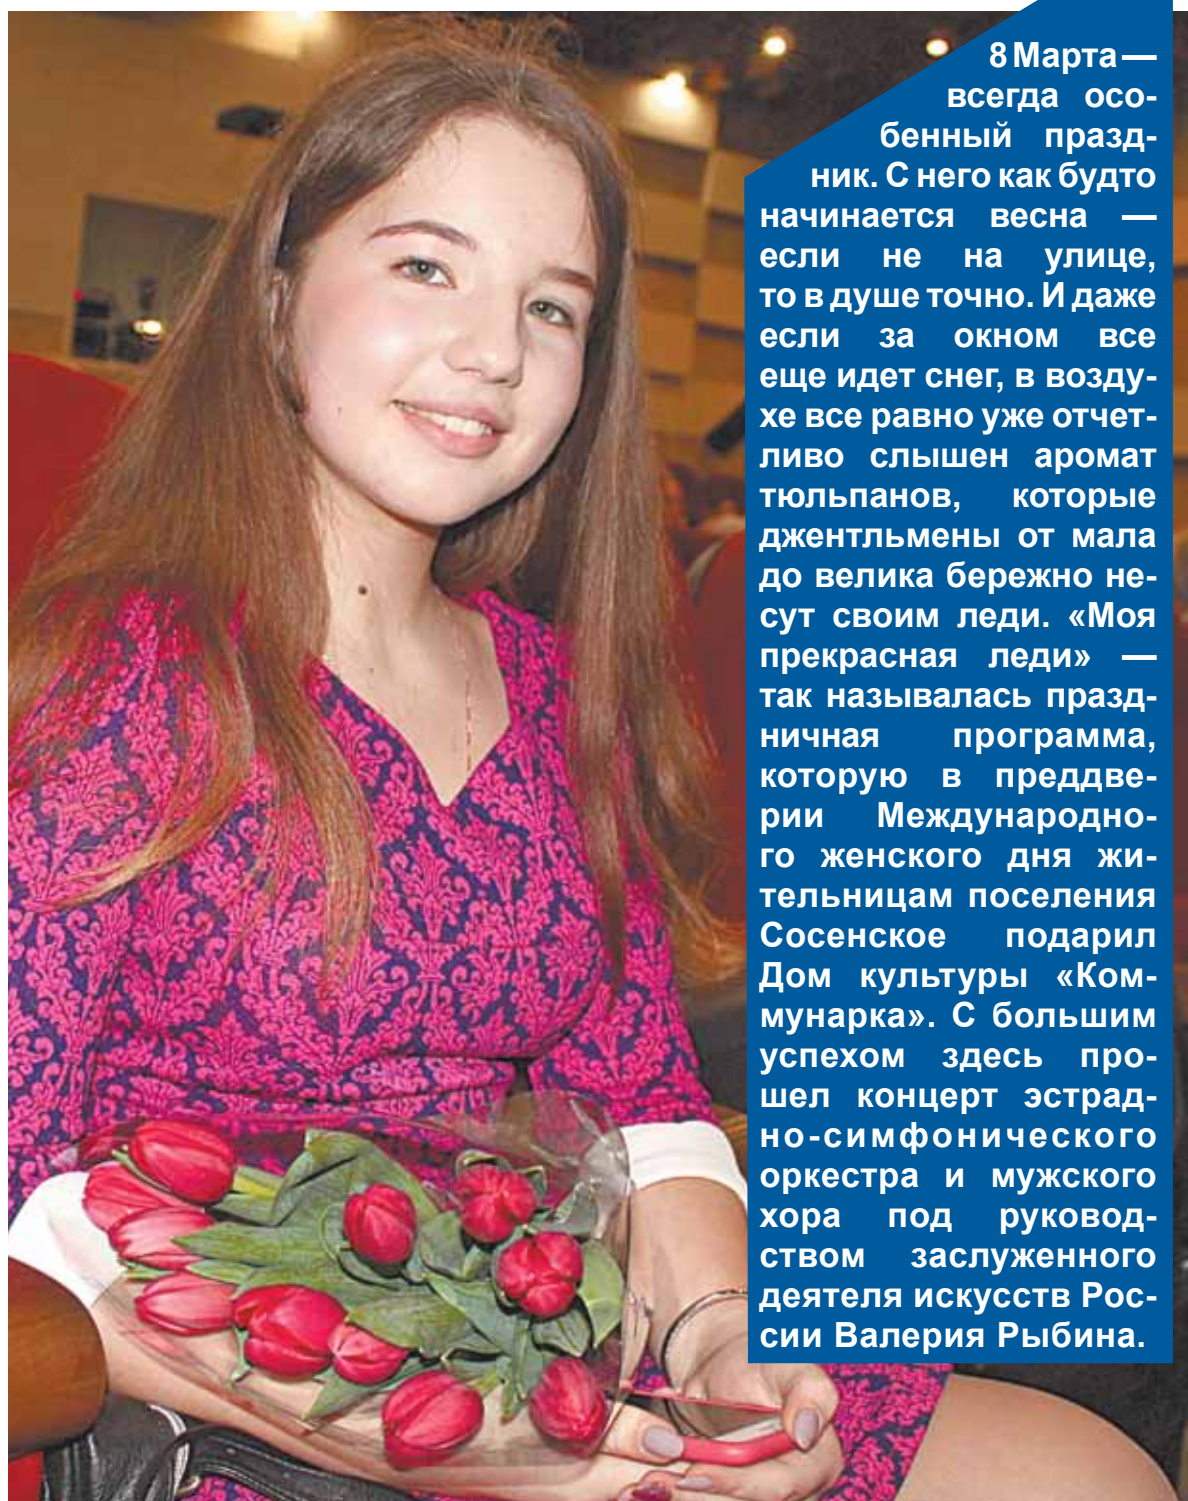 8 Марта —
всегда осо-
бенный празд-
ник. С него как будто
начинается весна —
если не на улице,
то в душе точно. И даже
если за окном все
еще идет снег, в возду-
хе все равно уже отчет-
ливо слышен аромат
тюльпанов, которые
джентльмены от мала
до велика бережно не-
сут своим леди. «Моя
прекрасная леди» —
так называлась празд-
ничная программа,
которую в преддве-
рии Международно-
го женского дня жи-
тельницам поселения
Сосенское подарил
Дом культуры «Ком-
мунарка». С большим
успехом здесь про-
шел концерт эстрад-
но-симфонического
оркестра и мужского
хора под руковод-
ством заслуженного
деятеля искусств Рос-
сии Валерия Рыбина.